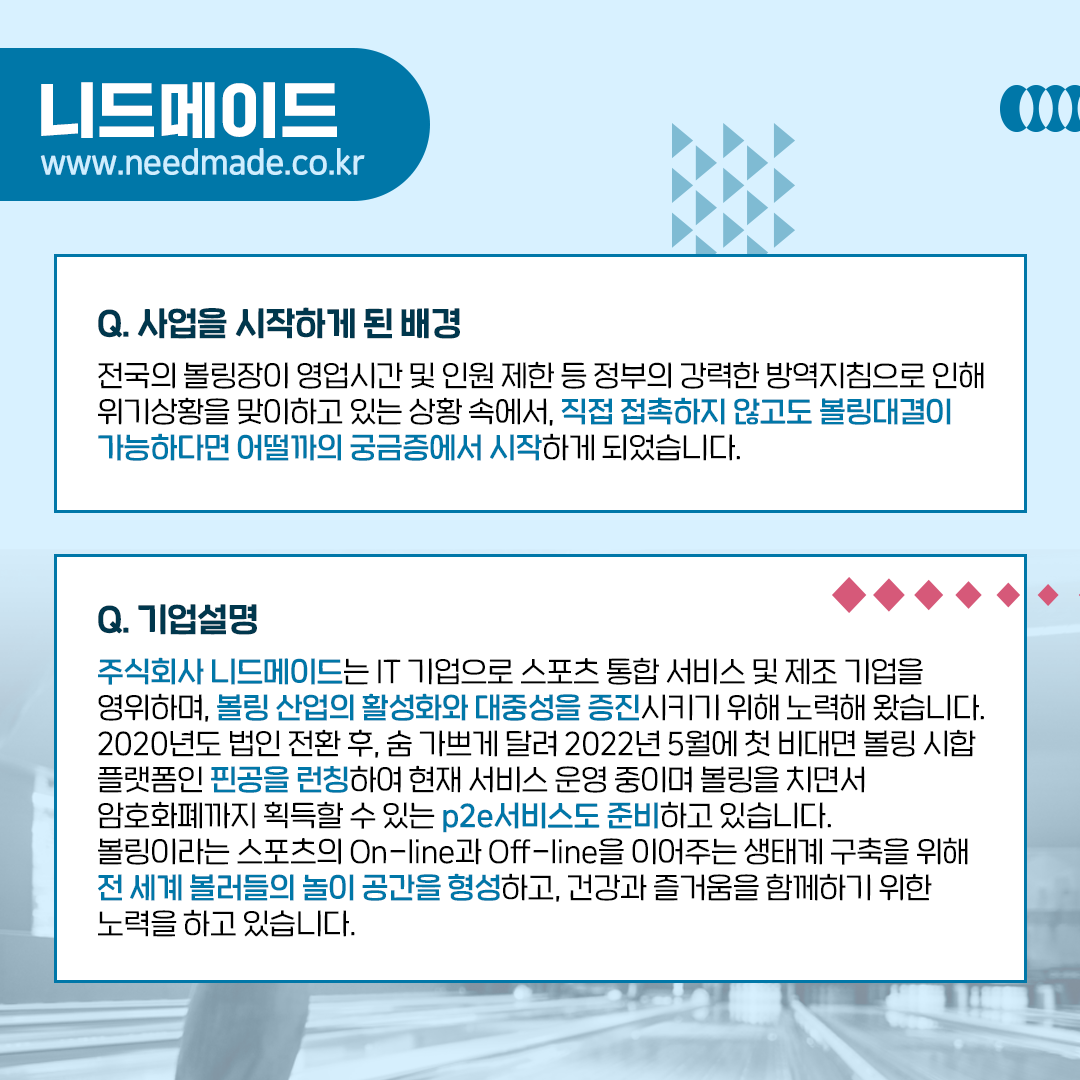 니드메이드
www.needmade.co.kr
Q. 사업을 시작하게 된 배경
전국의 볼링장이 영업시간 및 인원 제한 등 정부의 강력한 방역지침으로 인해
위기상황을 맞이하고 있는 상황 속에서, 직접 접촉하지 않고도 볼링대결이
가능하다면 어떨까의 궁금증에서 시작하게 되었습니다.
Q. 기업설명
주식회사 니드메이드는 IT 기업으로 스포츠 통합 서비스 및 제조 기업을
영위하며, 볼링 산업의 활성화와 대중성을 증진시키기 위해 노력해 왔습니다.
2020년도 법인 전환 후, 숨 가쁘게 달려 2022년 5월에 첫 비대면 볼링 시합
플랫폼인 핀공을 런칭하여 현재 서비스 운영 중이며 볼링을 치면서
암호화폐까지 획득할 수 있는 p2e서비스도 준비하고 있습니다.
볼링이라는 스포츠의 On-line과 Off-line을 이어주는 생태계 구축을 위해
전 세계 볼러들의 놀이 공간을 형성하고, 건강과 즐거움을 함께하기 위한
노력을 하고 있습니다.